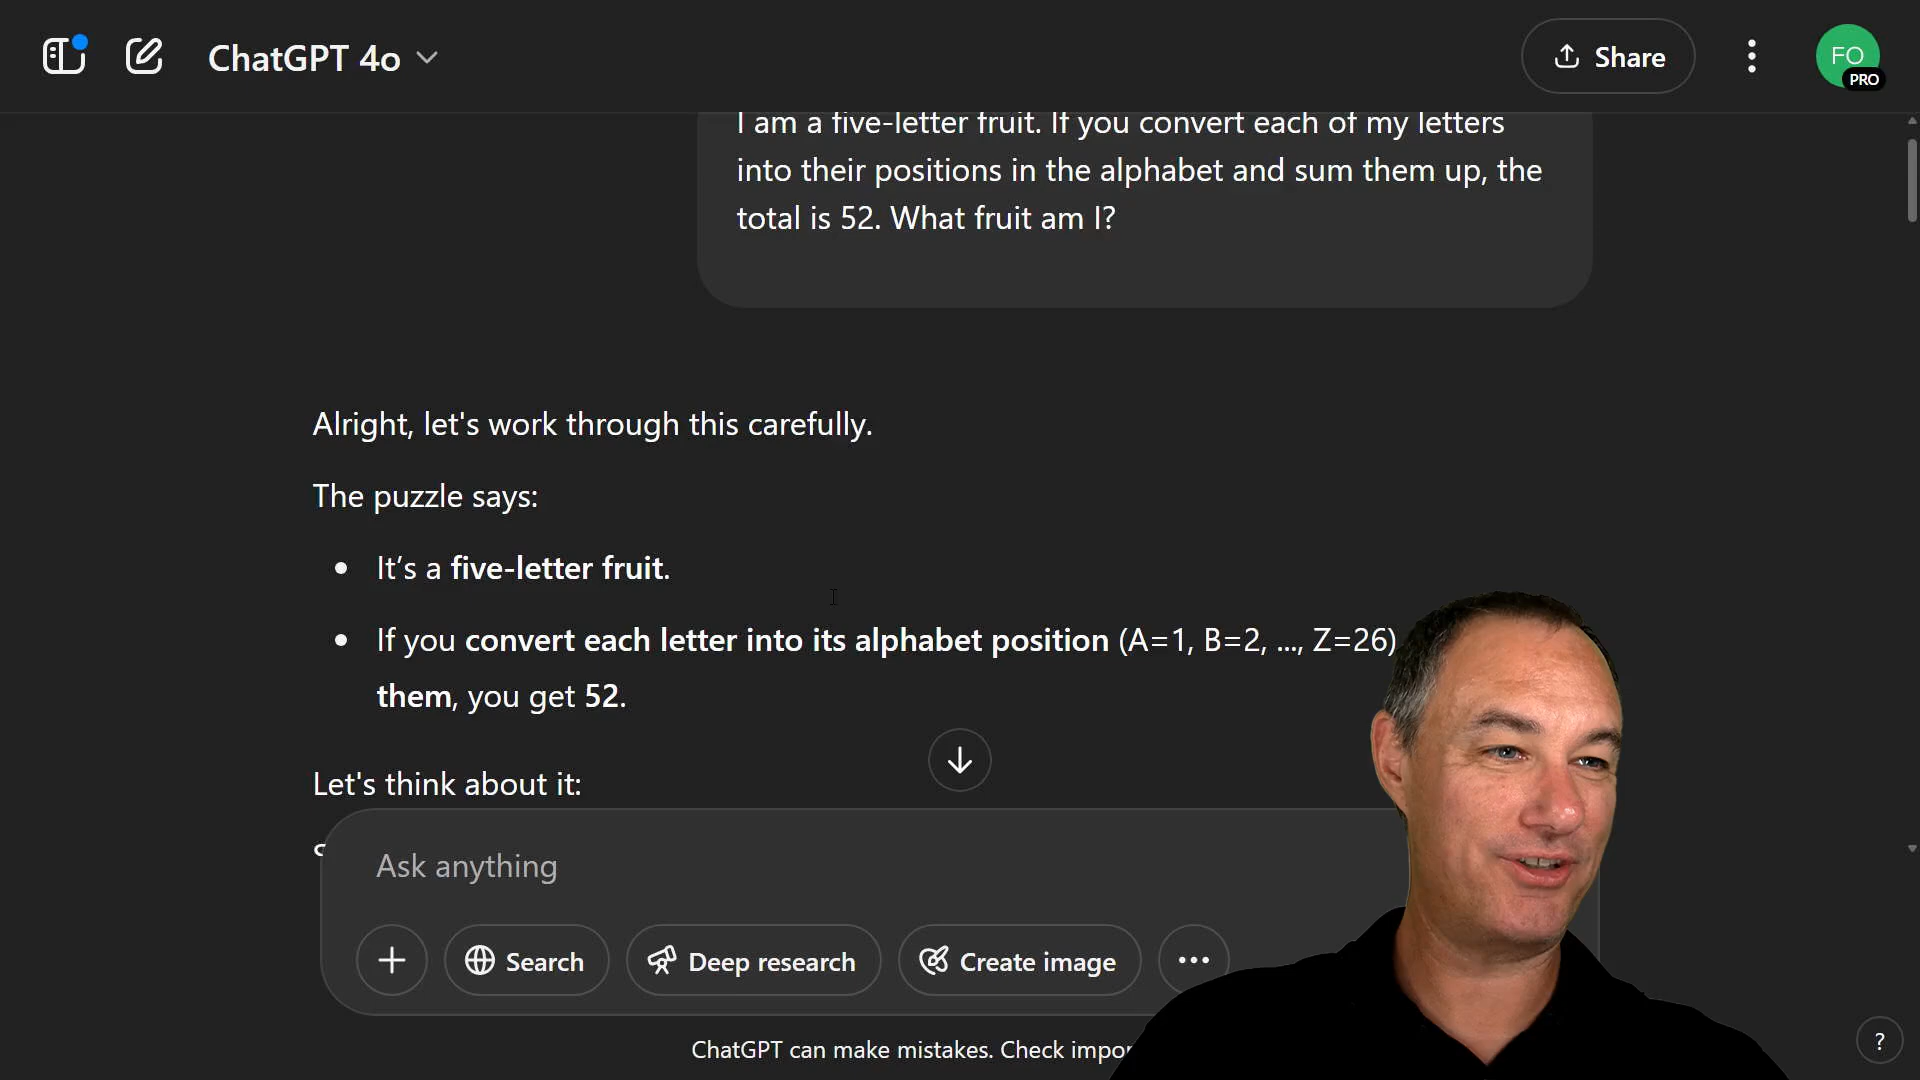 ChatGPT 4o
Share
FO
PRO
I am a five-letter fruit. If you convert each of my letters
into their positions in the alphabet and sum them up, the
total is 52. What fruit am I?
Alright, let's work through this carefully.
The puzzle says:
It’s a five-letter fruit.
If you convert each letter into its alphabet position (A=1, B=2, ..., Z=26)
them, you get 52.
Let's think about it:
Ask anything
Search
Deep research
Create image
ChatGPT can make mistakes. Check
?